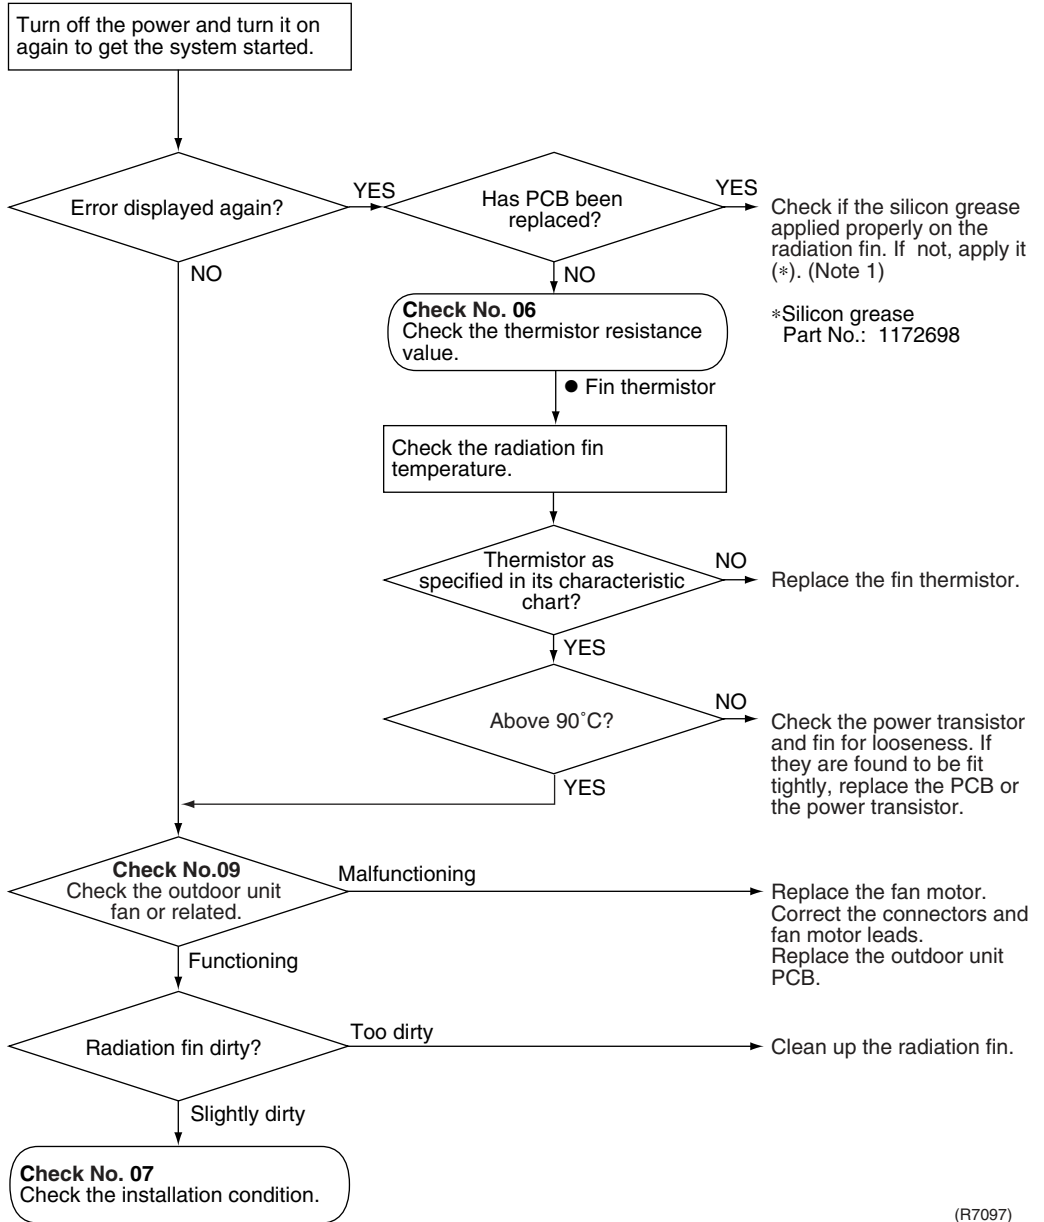 Turn off the power and turn it on
again to get the system started.
Error displayed again?
YES
NO
Has PCB been
replaced?
YES
Check if the silicon grease
applied properly on the
radiation fin. If  not, apply it
(∗). (Note 1)
∗Silicon grease
Part No.:  1172698
NO
Check No. 06
Check the thermistor resistance
value.
● Fin thermistor
Check the radiation fin
temperature.
Thermistor as
specified in its characteristic
chart?
NO
Replace the fin thermistor.
YES
Above 90˚C?
NO
Check the power transistor
and fin for looseness. If
they are found to be fit
tightly, replace the PCB or
the power transistor.
YES
Check No.09
Check the outdoor unit
fan or related.
Malfunctioning
Replace the fan motor.
Correct the connectors and
fan motor leads.
Replace the outdoor unit
PCB.
Functioning
Radiation fin dirty?
Too dirty
Clean up the radiation fin.
Slightly dirty
Check No. 07
Check the installation condition.
(R7097)